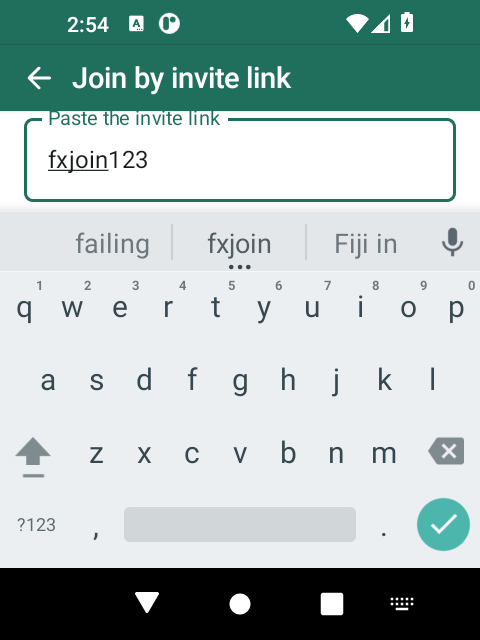 2:54
Join by invite link
Paste the invite link
fxjoin123
failing fxjoin Fiji in
1 2 3 4 5 6 7 8 9 0
q w e r t y u i o p
a s d f g h j k l
z x c v b n m
?123 , .